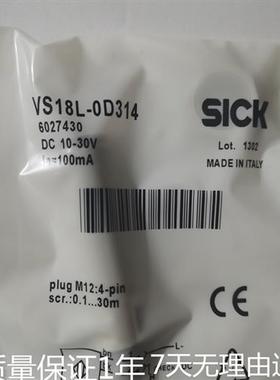 VS18L-0D314
6027430
DC 10-30V
=100mA
SICK
Lot. 1302
MADE IN ITALY
plug M12:4-pin
scr.:0.1...30m
CE
L-
质量保证1年 7天无理由